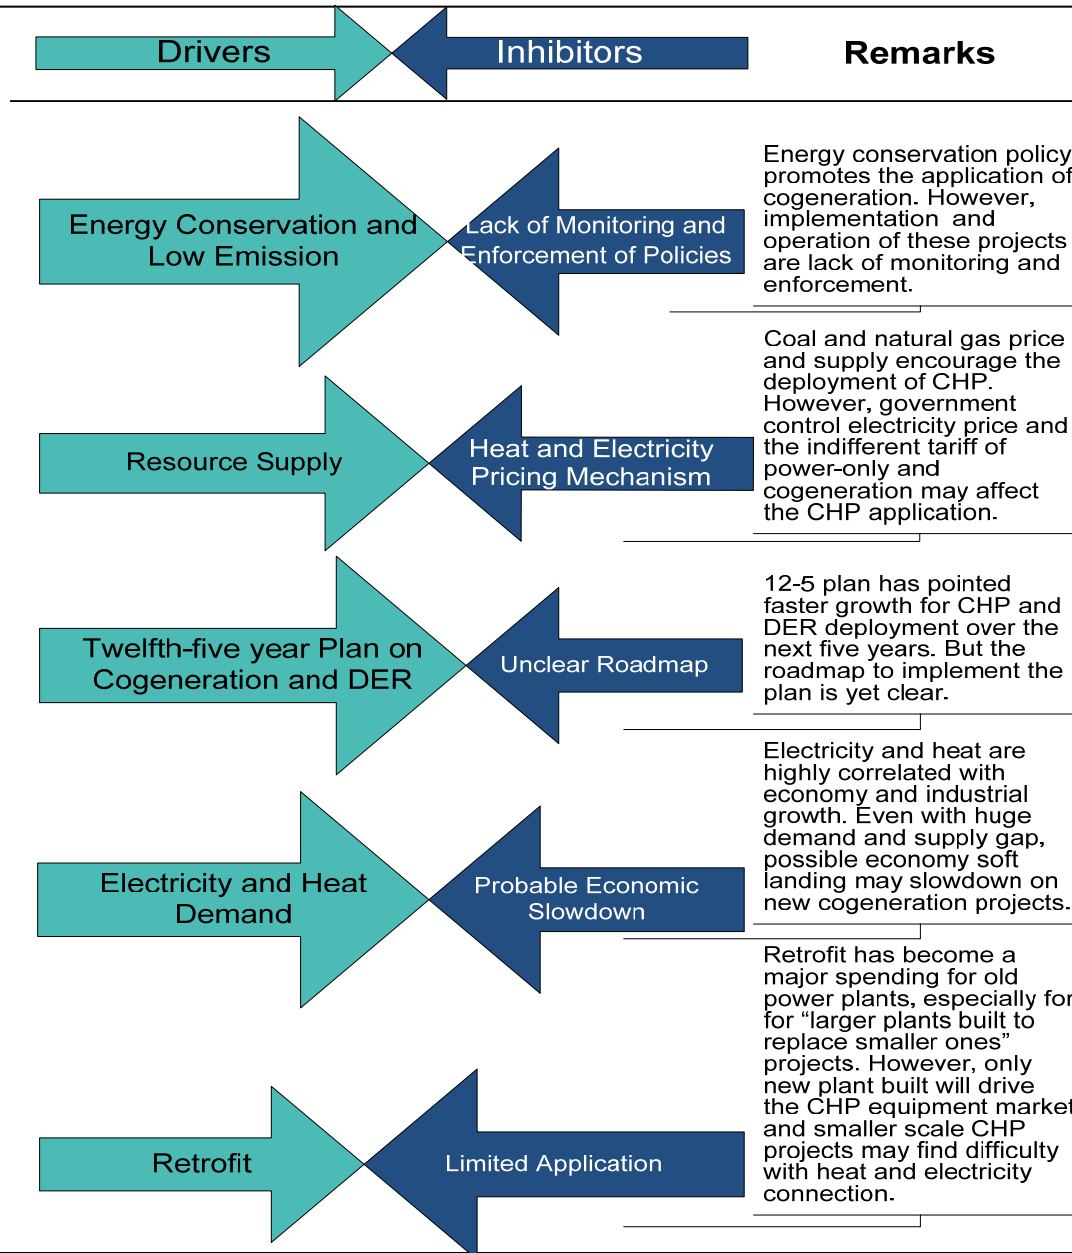 Drivers
Inhibitors
Remarks
Energy Conservation and
Low Emission
Lack of Monitoring and
Enforcement of Policies
Energy conservation policy
promotes the application of
cogeneration. However,
implementation and
operation of these projects
are lack of monitoring and
enforcement.
Resource Supply
Heat and Electricity
Pricing Mechanism
Coal and natural gas price
and supply encourage the
deployment of CHP.
However, government
control electricity price and
the indifferent tariff of
power-only and
cogeneration may affect
the CHP application.
Twelfth-five year Plan on
Cogeneration and DER
Unclear Roadmap
12-5 plan has pointed
faster growth for CHP and
DER deployment over the
next five years. But the
roadmap to implement the
plan is yet clear.
Electricity and Heat
Demand
Probable Economic
Slowdown
Electricity and heat are
highly correlated with
economy and industrial
growth. Even with huge
demand and supply gap,
possible economy soft
landing may slowdown on
new cogeneration projects.
Retrofit
Limited Application
Retrofit has become a
major spending for old
power plants, especially for
for “larger plants built to
replace smaller ones”
projects. However, only
new plant built will drive
the CHP equipment market
and smaller scale CHP
projects may find difficulty
with heat and electricity
connection.